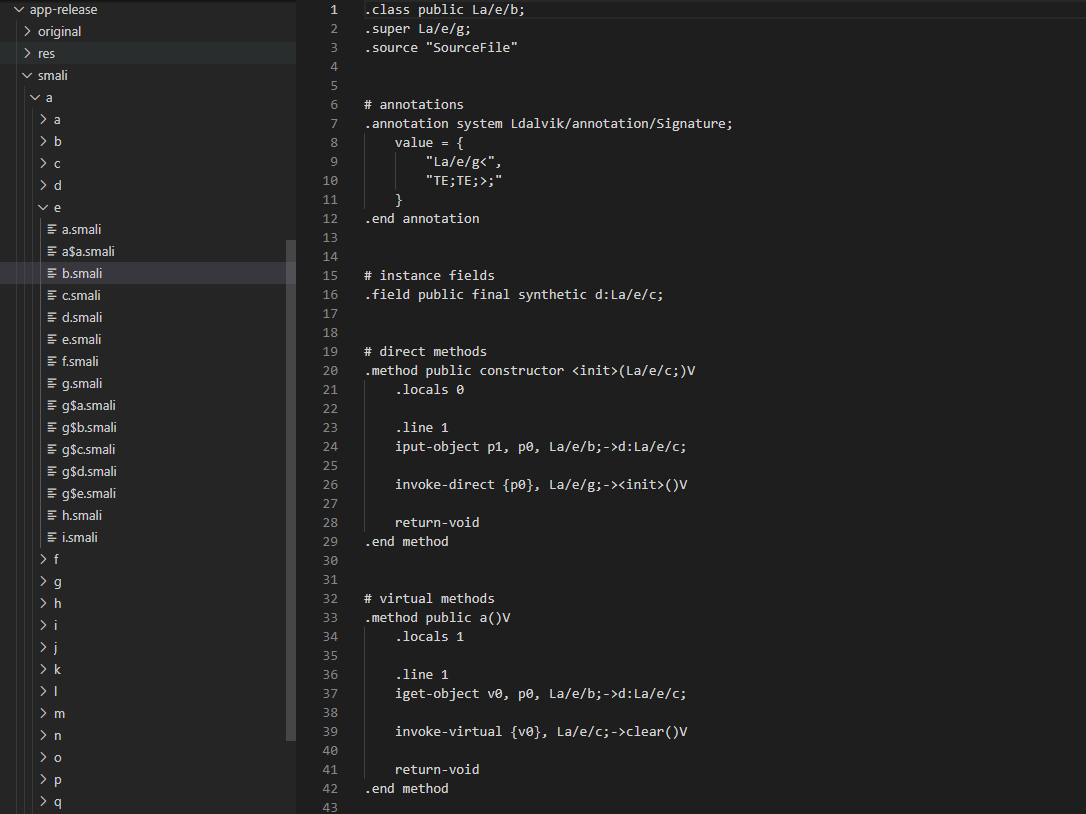 app-release
original
res
smali
a
a
b
c
d
e
a.smali
a$a.smali
b.smali
c.smali
d.smali
e.smali
f.smali
g.smali
g$a.smali
g$b.smali
g$c.smali
g$d.smali
g$e.smali
h.smali
i.smali
f
g
h
i
j
k
l
m
n
o
p
q
1 .class public La/e/b;
2 .super La/e/g;
3 .source "SourceFile"
4
5
6 # annotations
7 .annotation system Ldalvik/annotation/Signature;
8 value = {
9 "La/e/g<",
10 "TE;TE;>;"
11 }
12 .end annotation
13
14
15 # instance fields
16 .field public final synthetic d:La/e/c;
17
18
19 # direct methods
20 .method public constructor <init>(La/e/c;)V
21 .locals 0
22
23 .line 1
24 iput-object p1, p0, La/e/b;->d:La/e/c;
25
26 invoke-direct {p0}, La/e/g;-><init>()V
27
28 return-void
29 .end method
30
31
32 # virtual methods
33 .method public a()V
34 .locals 1
35
36 .line 1
37 iget-object v0, p0, La/e/b;->d:La/e/c;
38
39 invoke-virtual {v0}, La/e/c;->clear()V
40
41 return-void
42 .end method
43